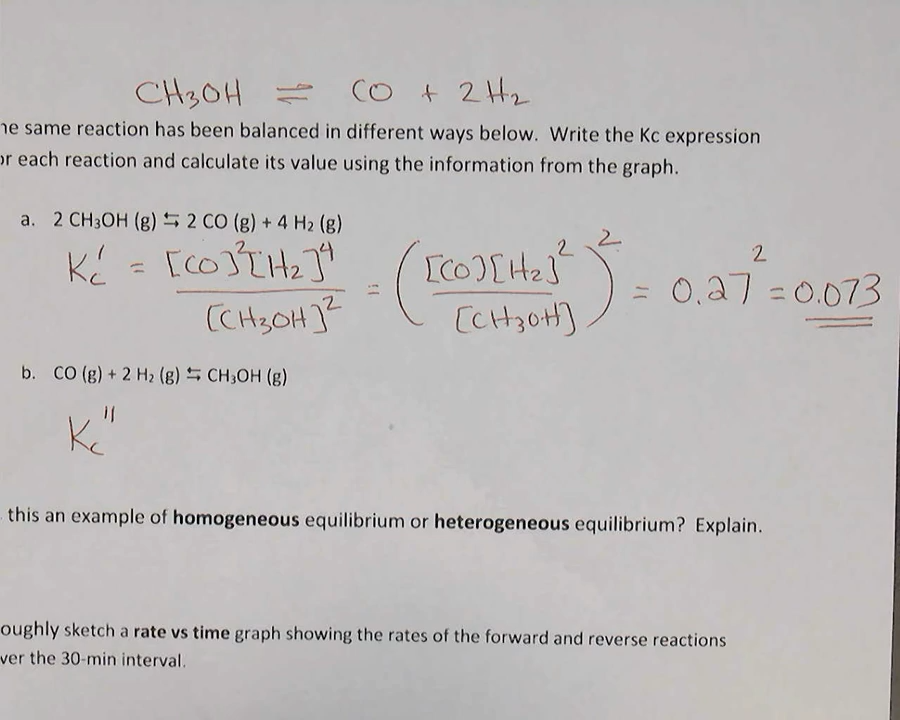 CH₃OH ⇌ CO + 2H₂
he same reaction has been balanced in different ways below. Write the Kc expression
or each reaction and calculate its value using the information from the graph.
a. 2 CH₃OH (g) ⇆ 2 CO (g) + 4 H₂ (g)
Kc' = [CO]²[H₂]⁴ / [CH₃OH]² = ([CO][H₂]² / [CH₃OH])² = 0.27² = 0.073
b. CO (g) + 2 H₂ (g) ⇆ CH₃OH (g)
Kc''
this an example of homogeneous equilibrium or heterogeneous equilibrium? Explain.
oughly sketch a rate vs time graph showing the rates of the forward and reverse reactions
ver the 30-min interval.